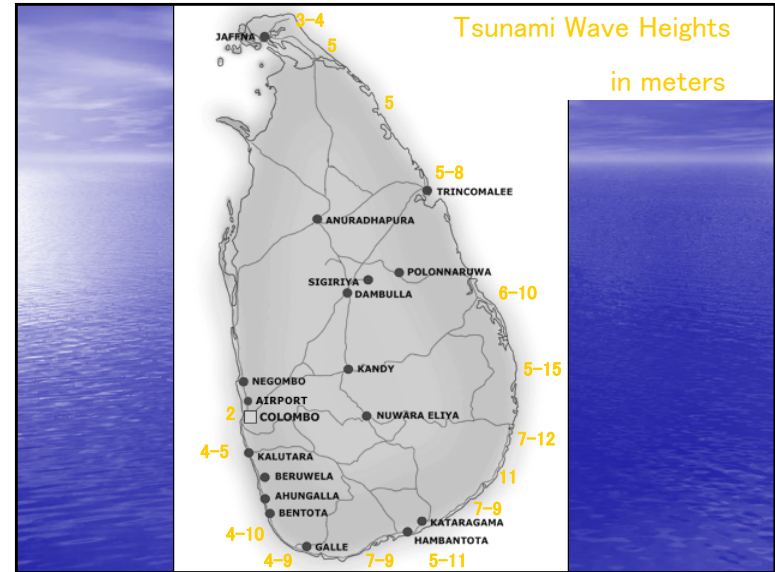 3-4
Tsunami Wave Heights
JAFFNA
5
in meters
5
5-8
TRINCOMALEE
ANURADHAPURA
POLONNARUWA
SIGIRIYA
DAMBULLA
6-10
KANDY
5-15
NEGOMBO
AIRPORT
2
COLOMBO
NUWARA ELIYA
7-12
4-5
KALUTARA
BERUWELA
11
AHUNGALLA
7-9
BENTOTA
KATARAGAMA
4-10
HAMBANTOTA
GALLE
4-9
7-9
5-11